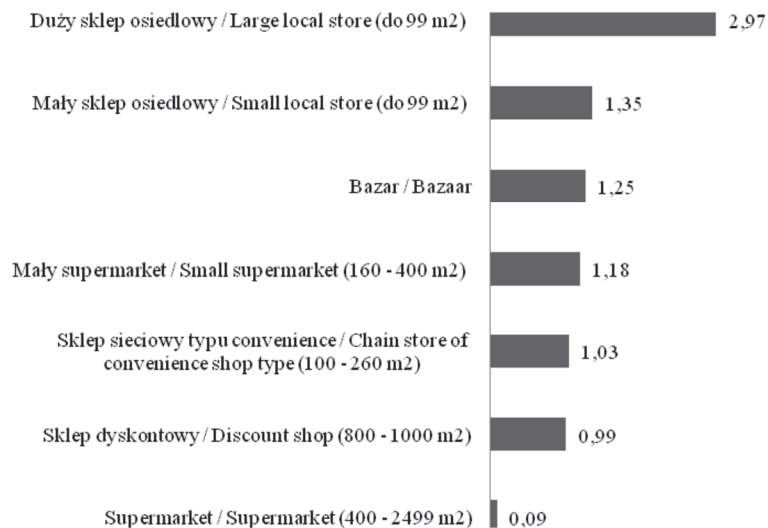 Duży sklep osiedlowy / Large local store (do 99 m2) 2,97
Mały sklep osiedlowy / Small local store (do 99 m2) 1,35
Bazar / Bazaar 1,25
Mały supermarket / Small supermarket (160 - 400 m2) 1,18
Sklep sieciowy typu convenience / Chain store of
convenience shop type (100 - 260 m2) 1,03
Sklep dyskontowy / Discount shop (800 - 1000 m2) 0,99
Supermarket / Supermarket (400 - 2499 m2) 0,09